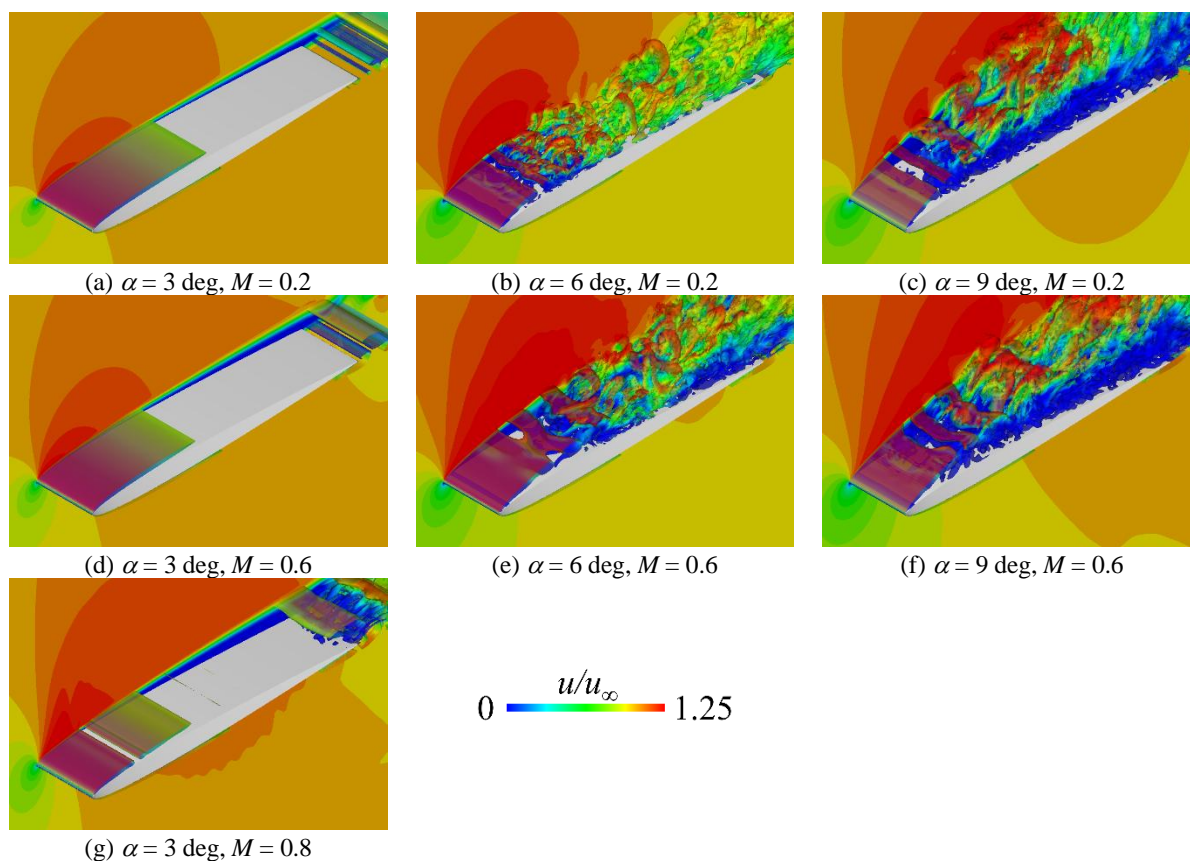 (a) α = 3 deg, M = 0.2
(b) α = 6 deg, M = 0.2
(c) α = 9 deg, M = 0.2
(d) α = 3 deg, M = 0.6
(e) α = 6 deg, M = 0.6
(f) α = 9 deg, M = 0.6
u/u∞
0 1.25
(g) α = 3 deg, M = 0.8